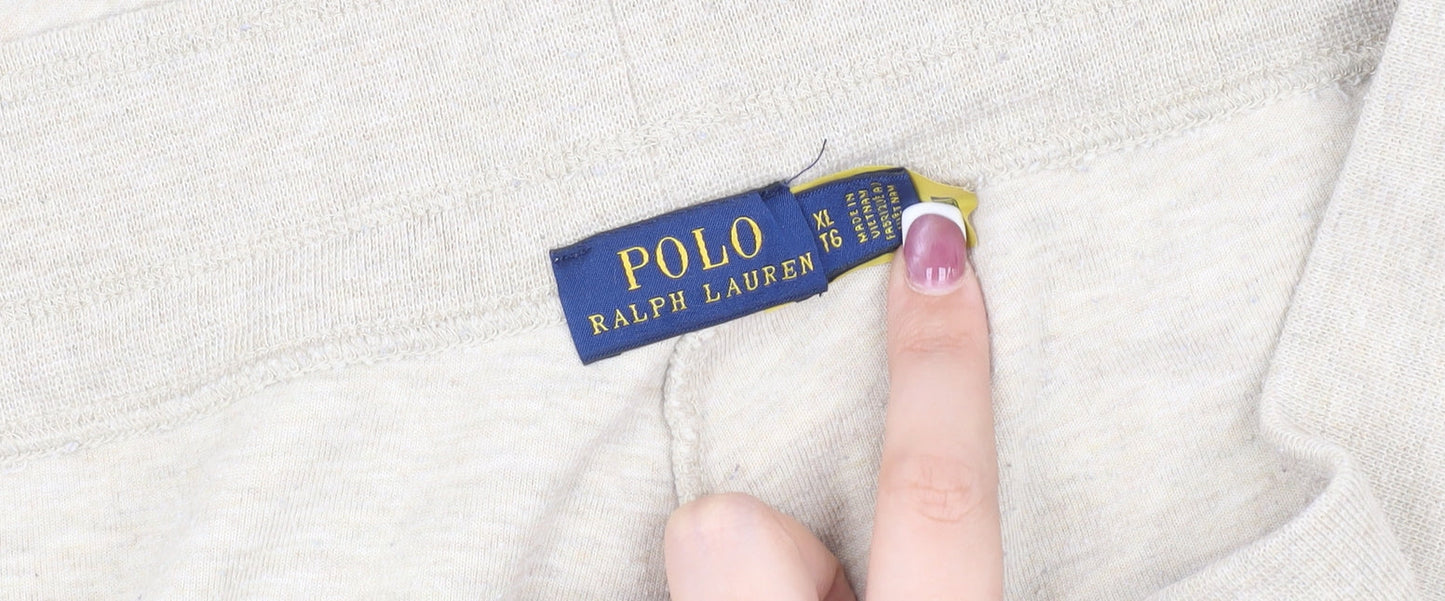 POLO
RALPH LAUREN
XL
TG
MADE IN
VIETNAM